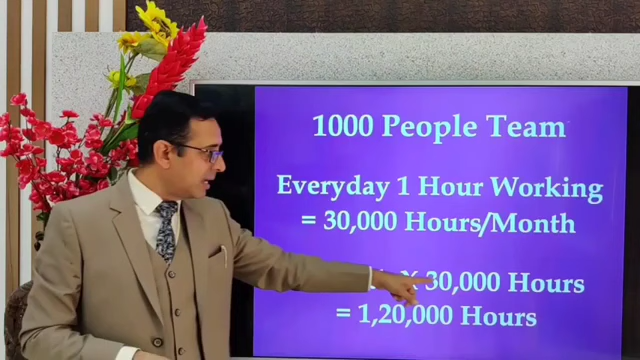 1000 People Team
Everyday 1 Hour Working
= 30,000 Hours/Month
X 30,000 Hours
= 1,20,000 Hours